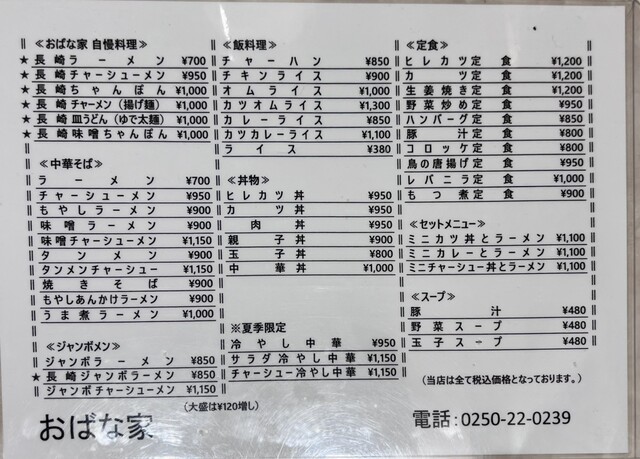 ≪おばな家 自慢料理≫
★ 長崎ラーメン ¥700
★ 長崎チャーシューメン ¥950
★ 長崎ちゃんぽん ¥1,000
★ 長崎チャーメン(揚げ麺) ¥1,000
★ 長崎皿うどん(ゆで太麺) ¥1,000
★ 長崎味噌ちゃんぽん ¥1,000
≪中華そば≫
ラーメン ¥700
チャーシューメン ¥950
もやしラーメン ¥900
味噌ラーメン ¥900
味噌チャーシューメン ¥1,150
タンメン ¥900
タンメンチャーシュー ¥1,150
焼きそば ¥900
もやしあんかけラーメン ¥900
うま煮ラーメン ¥1,000
≪ジャンボメン≫
ジャンボラーメン ¥850
★ 長崎ジャンボラーメン ¥850
ジャンボチャーシューメン ¥1,150
(大盛は¥120増し)
おばな家
≪飯料理≫
チャーハン ¥850
チキンライス ¥900
オムライス ¥1,000
カツオムライス ¥1,300
カレーライス ¥850
カツカレーライス ¥1,100
ライス ¥380
≪丼物≫
ヒレカツ丼 ¥950
カツ丼 ¥950
肉丼 ¥950
親子丼 ¥900
玉子丼 ¥800
中華丼 ¥1,000
※夏季限定
冷やし中華 ¥950
サラダ冷やし中華 ¥1,150
チャーシュー冷やし中華 ¥1,150
≪定食≫
ヒレカツ定食 ¥1,200
カツ定食 ¥1,200
生姜焼き定食 ¥1,200
野菜炒め定食 ¥950
ハンバーグ定食 ¥850
豚汁定食 ¥800
コロッケ定食 ¥800
鳥の唐揚げ定食 ¥950
レバニラ定食 ¥1,000
もつ煮定食 ¥900
≪セットメニュー≫
ミニカツ丼とラーメン ¥1,100
ミニカレーとラーメン ¥1,100
ミニチャーシュー丼とラーメン ¥1,100
≪スープ≫
豚汁 ¥480
野菜スープ ¥480
玉子スープ ¥480
(当店は全て税込価格となっております。)
電話:0250-22-0239